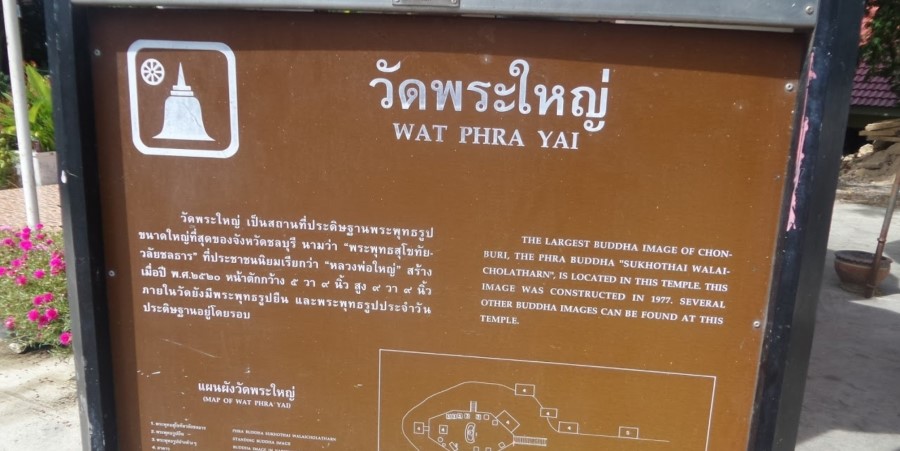 วัดพระใหญ่
WAT PHRA YAI
วัดพระใหญ่ เป็นสถานที่ประดิษฐานพระพุทธรูป
ขนาดใหญ่ที่สุดของจังหวัดชลบุรี นามว่า "พระพุทธสุโขทัย-
วลัยชลธาร" ที่ประชาชนนิยมเรียกว่า "หลวงพ่อใหญ่" สร้าง
เมื่อปี พ.ศ.๒๕๒๐ หน้าตักกว้าง ๕ วา ๙ นิ้ว สูง ๙ วา ๙ นิ้ว
ภายในวัดยังมีพระพุทธรูปยืน และพระพุทธรูปประจำวัน
ประดิษฐานอยู่โดยรอบ
THE LARGEST BUDDHA IMAGE OF CHON-
BURI, THE PHRA BUDDHA "SUKHOTHAI WALAI-
CHOLATHARN", IS LOCATED IN THIS TEMPLE. THIS
IMAGE WAS CONSTRUCTED IN 1977. SEVERAL
OTHER BUDDHA IMAGES CAN BE FOUND AT THIS
TEMPLE.
แผนผังวัดพระใหญ่
(MAP OF WAT PHRA YAI)
STANDING BUDDHA IMAGE